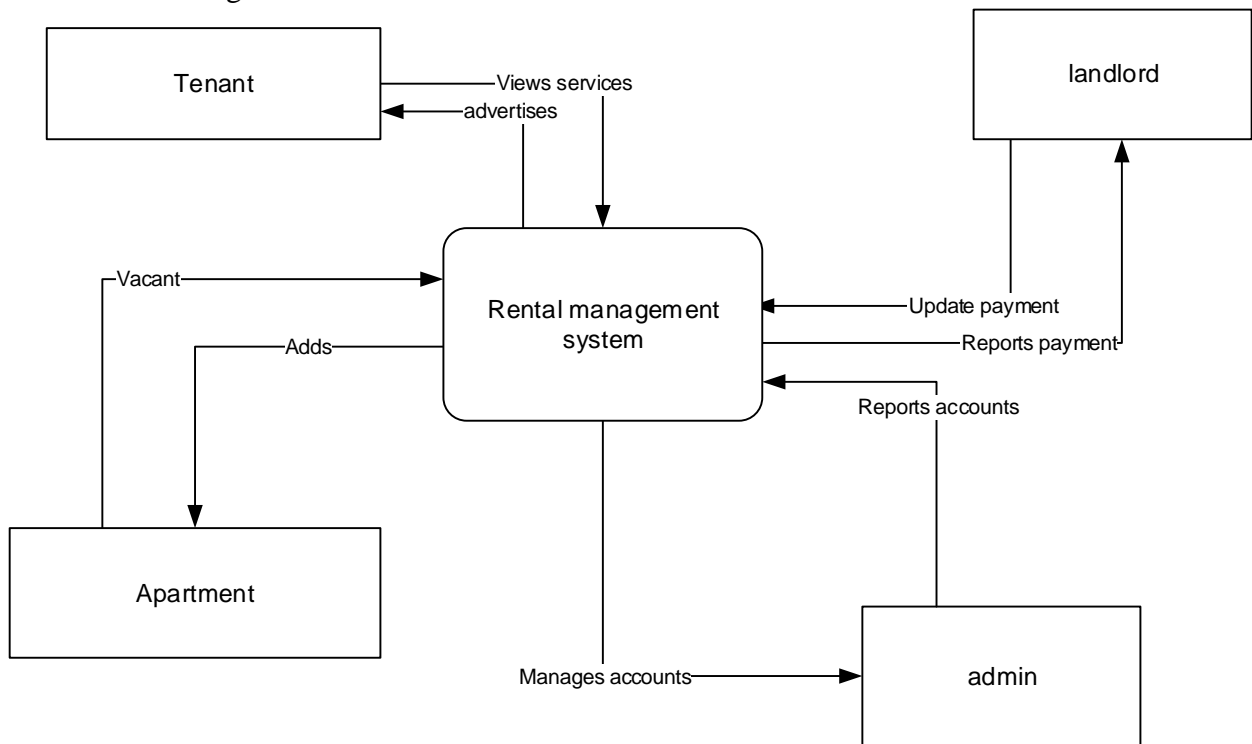 Tenant
landlord
Views services
advertises
Vacant
Rental management
system
Update payment
Adds
Reports payment
Reports accounts
Apartment
Manages accounts
admin